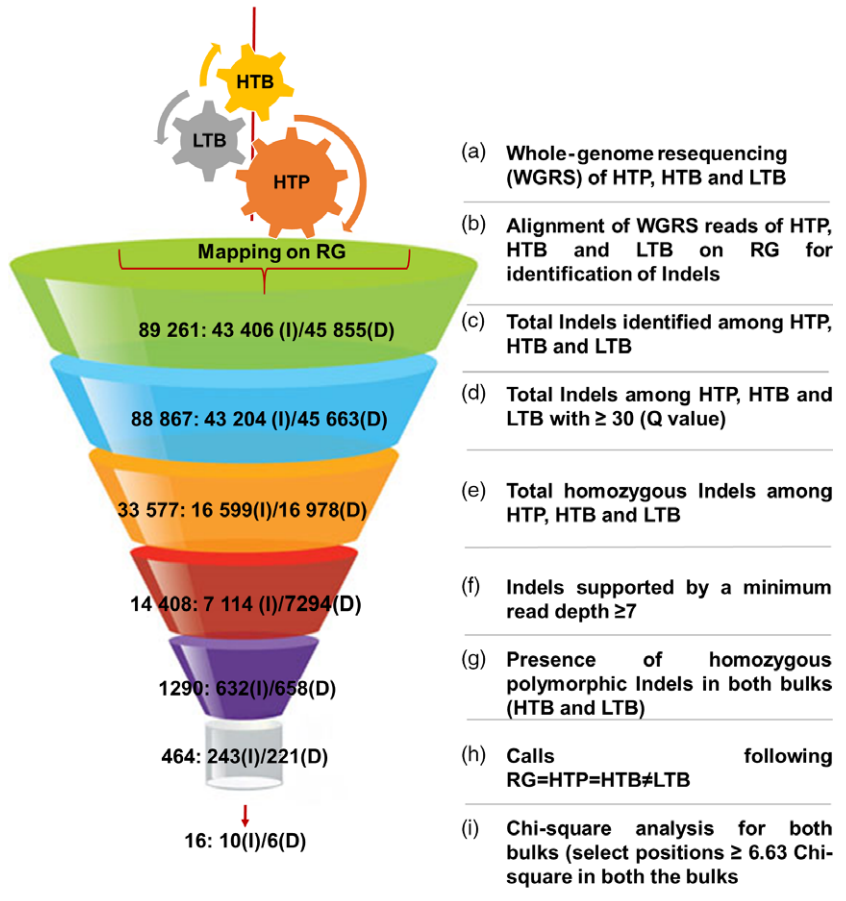 HTB
LTB
HTP
Mapping on RG
89 261: 43 406 (I)/45 855(D)
88 867: 43 204 (I)/45 663(D)
33 577: 16 599(I)/16 978(D)
14 408: 7 114 (I)/7294(D)
1290: 632(I)/658(D)
464: 243(I)/221(D)
16: 10(I)/6(D)
(a) Whole-genome resequencing
(WGRS) of HTP, HTB and LTB
(b) Alignment of WGRS reads of HTP,
HTB and LTB on RG for
identification of Indels
(c) Total Indels identified among HTP,
HTB and LTB
(d) Total Indels among HTP, HTB and
LTB with ≥ 30 (Q value)
(e) Total homozygous Indels among
HTP, HTB and LTB
(f) Indels supported by a minimum
read depth ≥7
(g) Presence of homozygous
polymorphic Indels in both bulks
(HTB and LTB)
(h) Calls following
RG=HTP=HTB≠LTB
(i) Chi-square analysis for both
bulks (select positions ≥ 6.63 Chi-
square in both the bulks